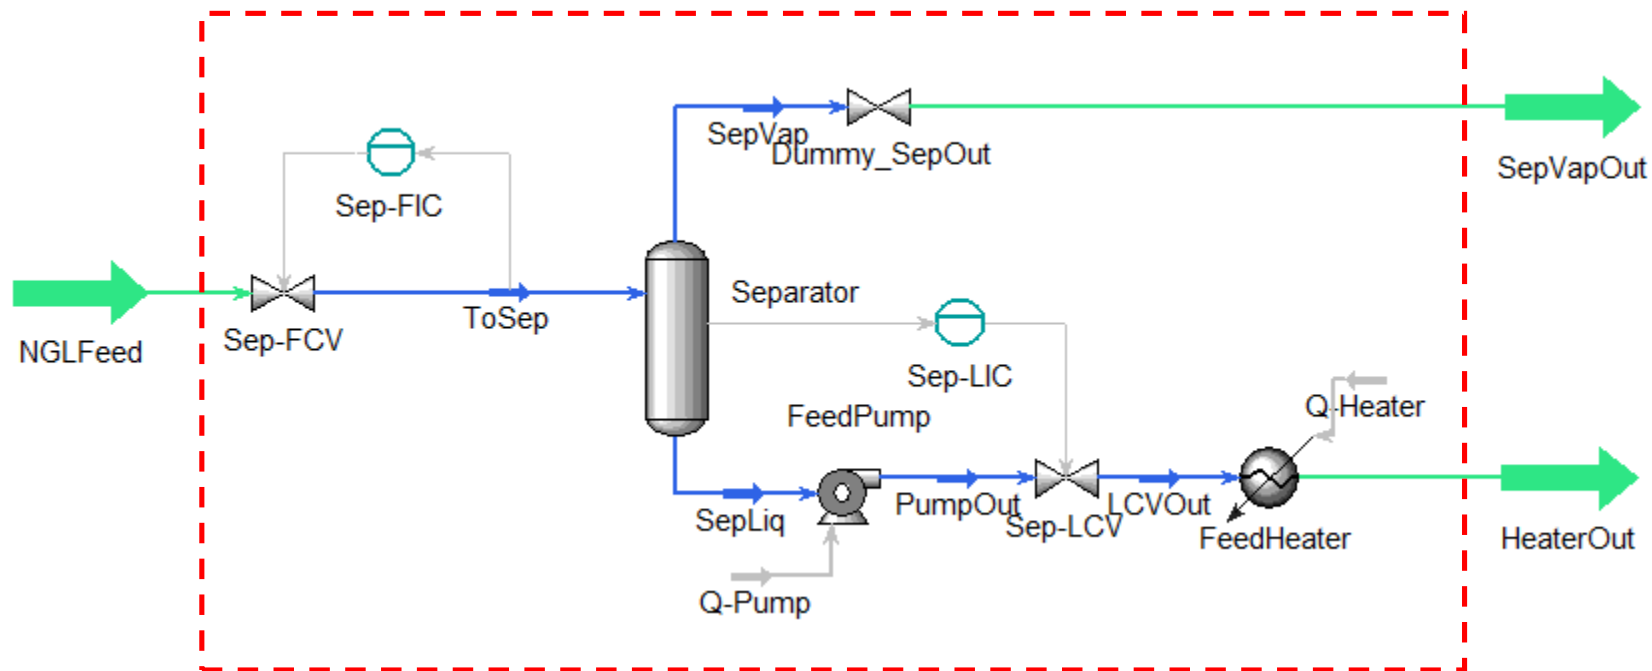 SepVap
Dummy_SepOut
SepVapOut
Sep-FIC
Separator
ToSep
Sep-FCV
NGLFeed
Sep-LIC
FeedPump
Q-Heater
PumpOut
LCVOut
SepLiq
Sep-LCV
FeedHeater
HeaterOut
Q-Pump